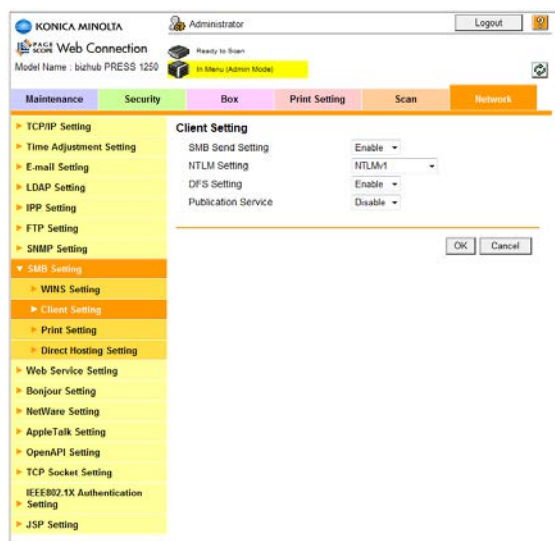 KONICA MINOLTA
Administrator
Logout
?
PAGE SCOPE Web Connection
Ready to Scan
Model Name : bizhub PRESS 1250
In Menu (Admin Mode)
Maintenance Security Box Print Setting Scan Network
TCP/IP Setting
Time Adjustment Setting
E-mail Setting
LDAP Setting
IPP Setting
FTP Setting
SNMP Setting
SMB Setting
WINS Setting
Client Setting
Print Setting
Direct Hosting Setting
Web Service Setting
Bonjour Setting
NetWare Setting
AppleTalk Setting
OpenAPI Setting
TCP Socket Setting
IEEE802.1X Authentication
Setting
JSP Setting
Client Setting
SMB Send Setting Enable
NTLM Setting NTLMv1
DFS Setting Enable
Publication Service Disable
OK Cancel